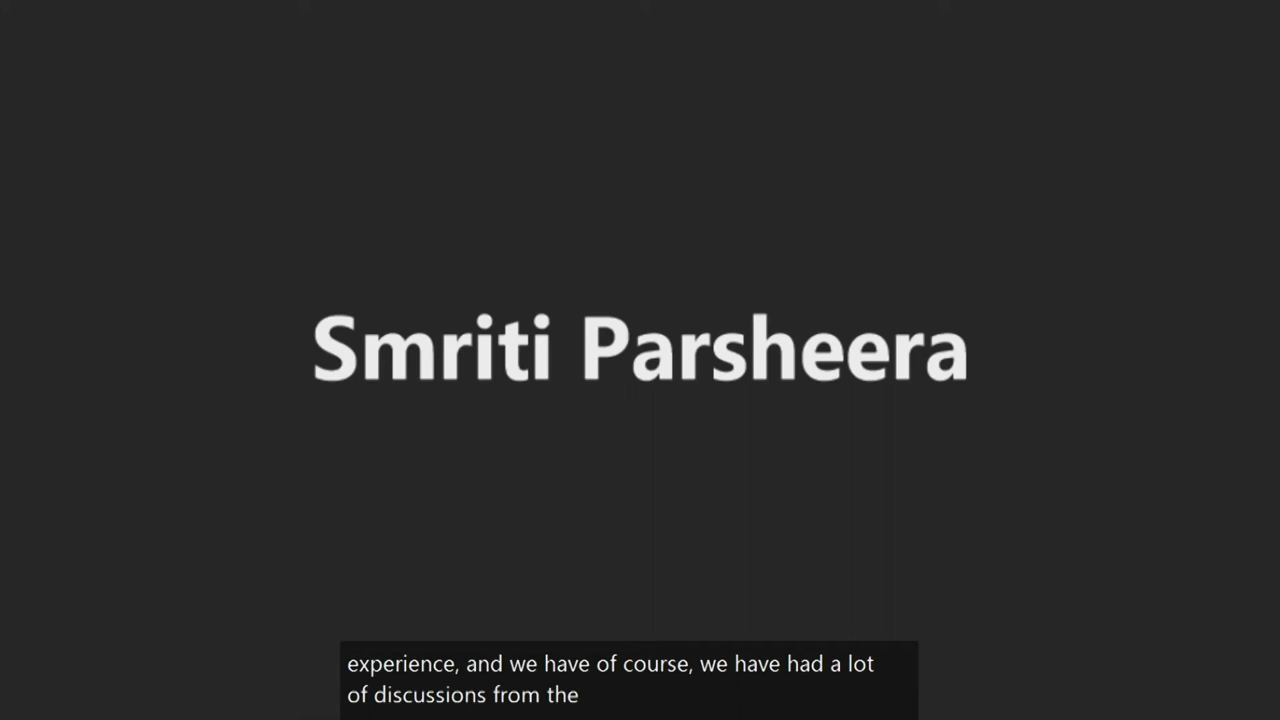 Smriti Parsheera
experience, and we have of course, we have had a lot
of discussions from the